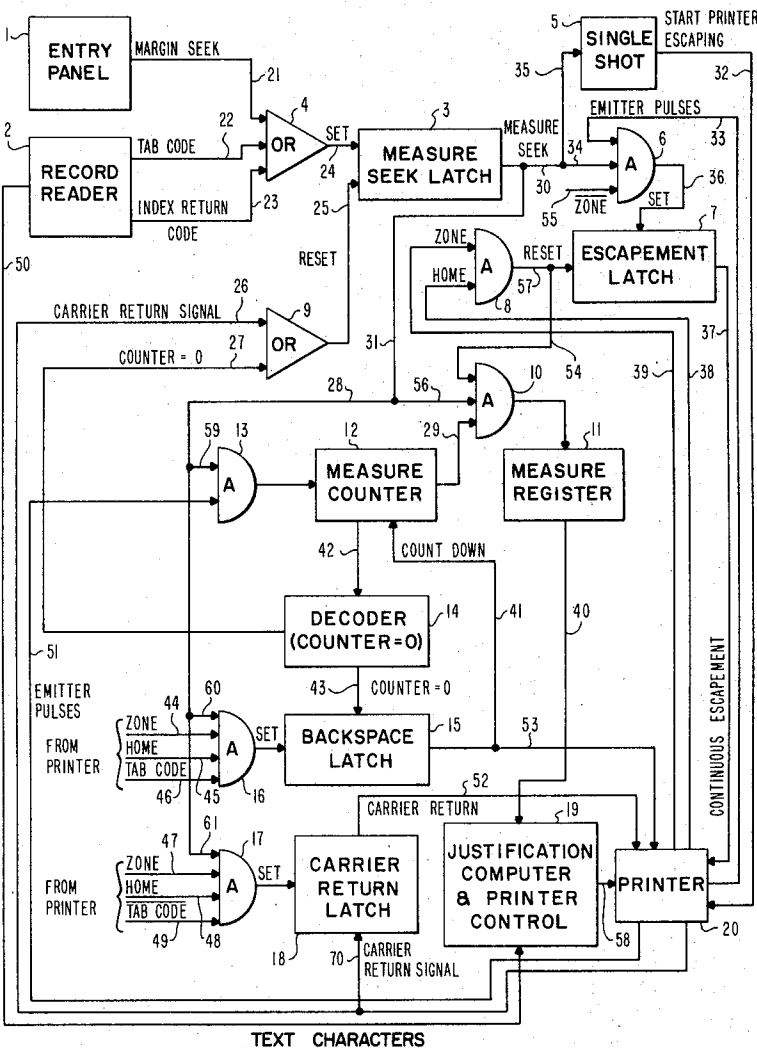 1
ENTRY
PANEL
MARGIN SEEK
21
2
RECORD
READER
TAB CODE
22
INDEX RETURN
CODE
23
50
4
OR
SET
24
3
MEASURE
SEEK LATCH
25
RESET
MEASURE
SEEK
30
5
SINGLE
SHOT
START PRINTER
ESCAPING
32
35
EMITTER PULSES
33
34
A
6
55
ZONE
36
SET
7
ESCAPEMENT
LATCH
37
ZONE
HOME
A
8
RESET
57
CARRIER RETURN SIGNAL
26
COUNTER = 0
27
9
OR
31
54
39
38
28
56
29
A
10
59
13
A
12
MEASURE
COUNTER
11
MEASURE
REGISTER
42
COUNT DOWN
41
40
DECODER
(COUNTER=0)
14
51
EMITTER
PULSES
43
COUNTER=0
60
FROM
PRINTER
44
ZONE
HOME
TAB CODE
46
45
A
16
SET
BACKSPACE
LATCH
15
53
CONTINUOUS ESCAPEMENT
52
CARRIER RETURN
61
17
FROM
PRINTER
47
ZONE
HOME
TAB CODE
49
48
A
SET
CARRIER
RETURN
LATCH
18
70
CARRIER
RETURN SIGNAL
19
JUSTIFICATION
COMPUTER
& PRINTER
CONTROL
58
PRINTER
20
TEXT CHARACTERS